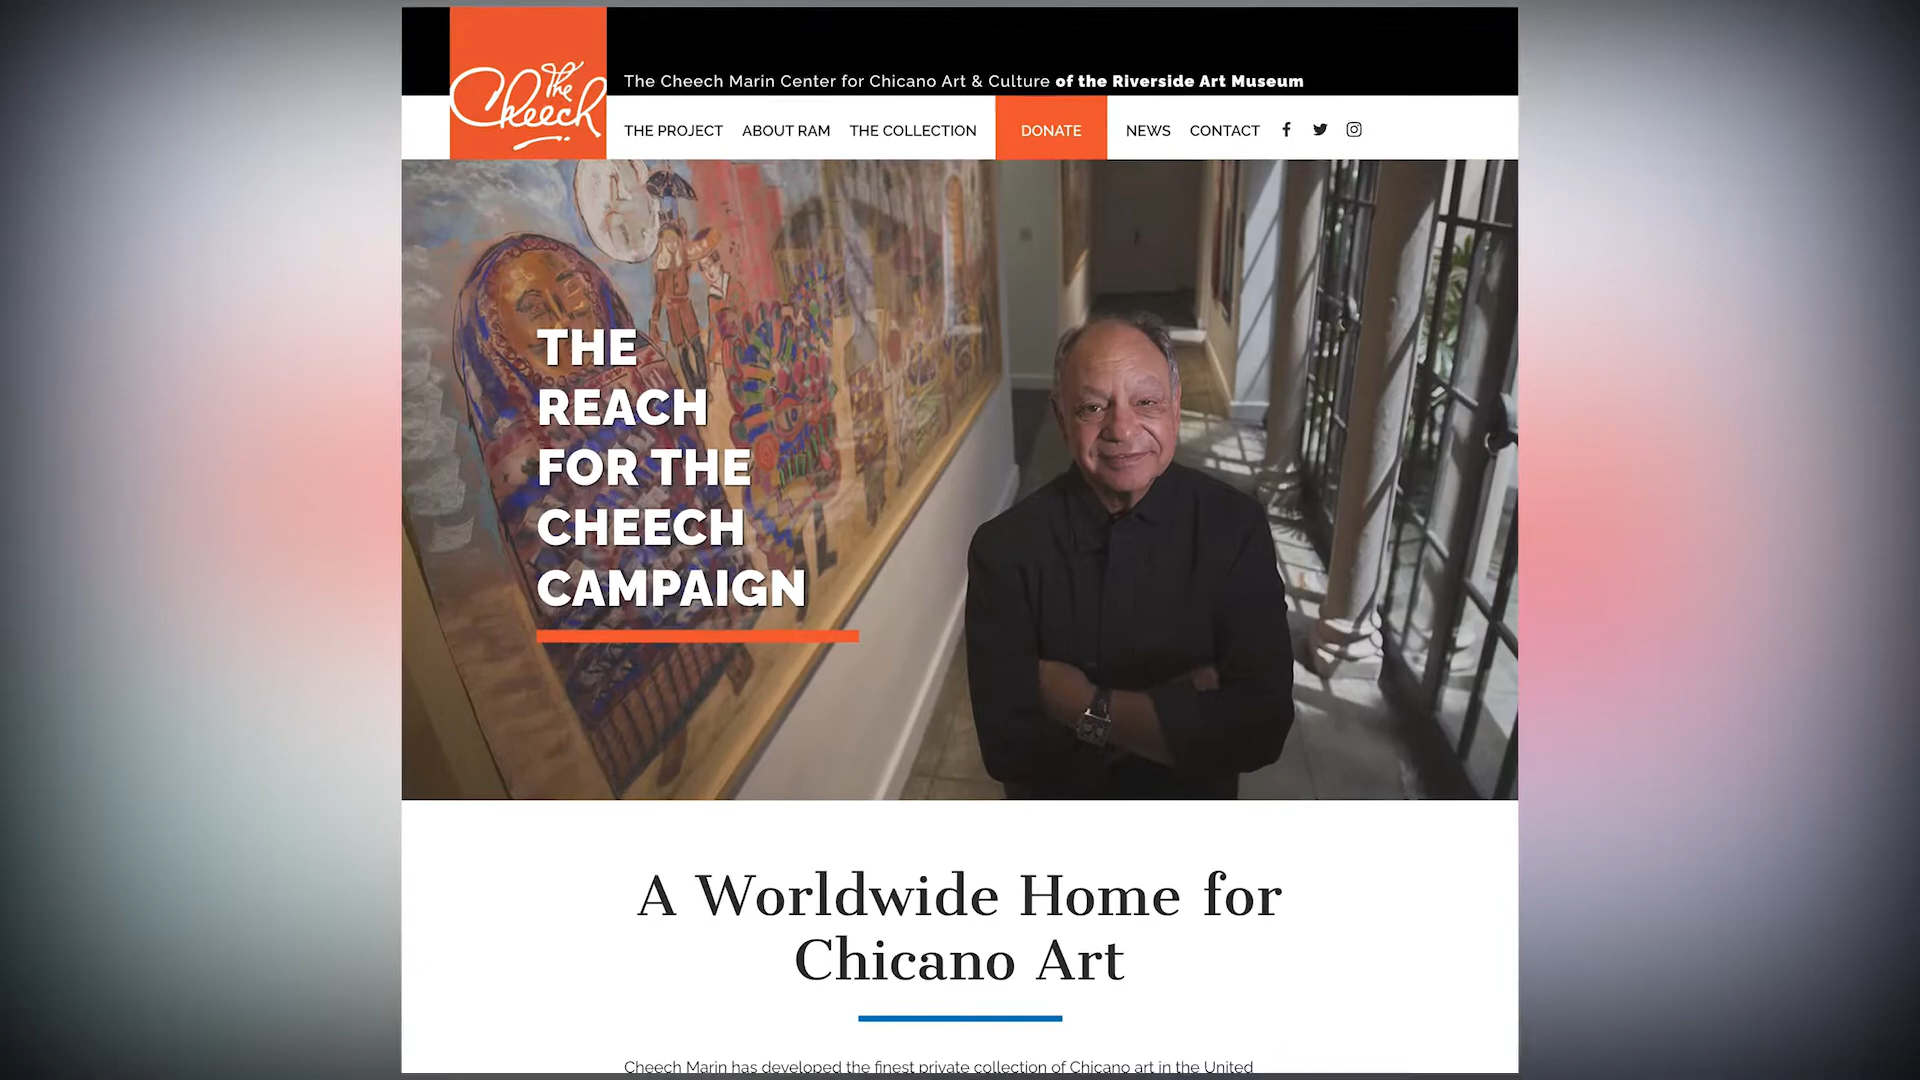 The Cheech
The Cheech Marin Center for Chicano Art & Culture of the Riverside Art Museum
THE PROJECT ABOUT RAM THE COLLECTION DONATE NEWS CONTACT
THE
REACH
FOR THE
CHEECH
CAMPAIGN
A Worldwide Home for
Chicano Art
Cheech Marin has developed the finest private collection of Chicano art in the United